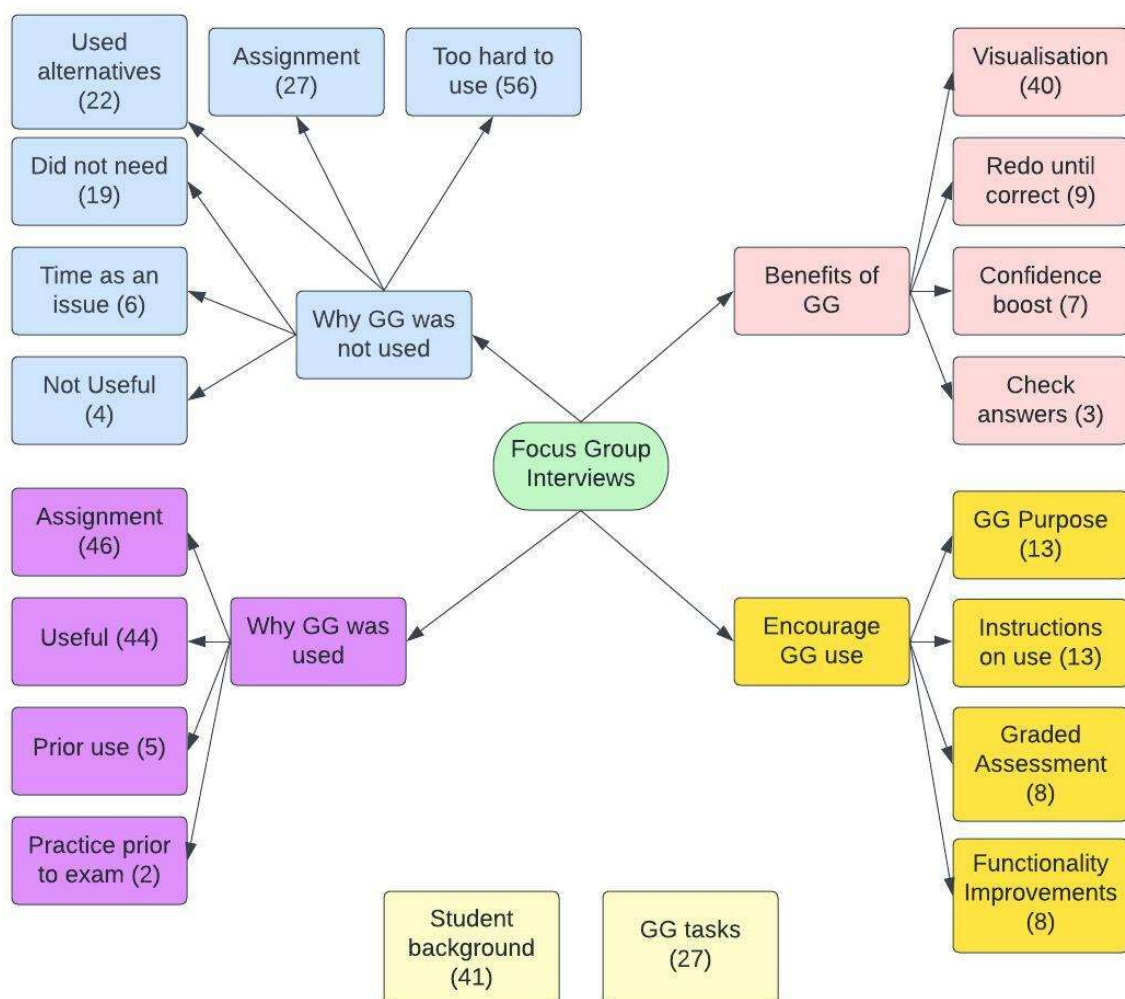 Used
alternatives
(22)
Assignment
(27)
Too hard to
use (56)
Did not need
(19)
Time as an
issue (6)
Not Useful
(4)
Why GG was
not used
Visualisation
(40)
Redo until
correct (9)
Benefits of
GG
Confidence
boost (7)
Check
answers (3)
Focus Group
Interviews
Assignment
(46)
Useful (44)
Prior use (5)
Practice prior
to exam (2)
Why GG was
used
Encourage
GG use
GG Purpose
(13)
Instructions
on use (13)
Graded
Assessment
(8)
Functionality
Improvements
(8)
Student
background
(41)
GG tasks
(27)